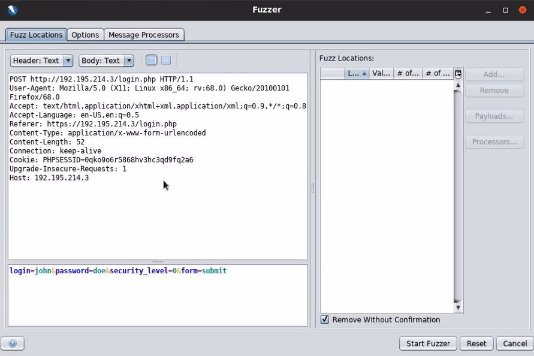 Fuzzer
Fuzz Locations Options Message Processors
Header: Text Body: Text
POST http://192.195.214.3/login.php HTTP/1.1
User-Agent: Mozilla/5.0 (X11; Linux x86_64; rv:68.0) Gecko/20100101
Firefox/68.0
Accept: text/html,application/xhtml+xml,application/xml;q=0.9,*/*;q=0.8
Accept-Language: en-US,en;q=0.5
Referer: https://192.195.214.3/login.php
Content-Type: application/x-www-form-urlencoded
Content-Length: 52
Connection: keep-alive
Cookie: PHPSESSID=0qko9o6r5868hv3hc3qd9fq2a6
Upgrade-Insecure-Requests: 1
Host: 192.195.214.3
login=john&password=doe&security_level=0&form=submit
Fuzz Locations:
L... Val... # of... # of ...
Add...
Remove
Payloads...
Processors...
Remove Without Confirmation
Start Fuzzer Reset Cancel